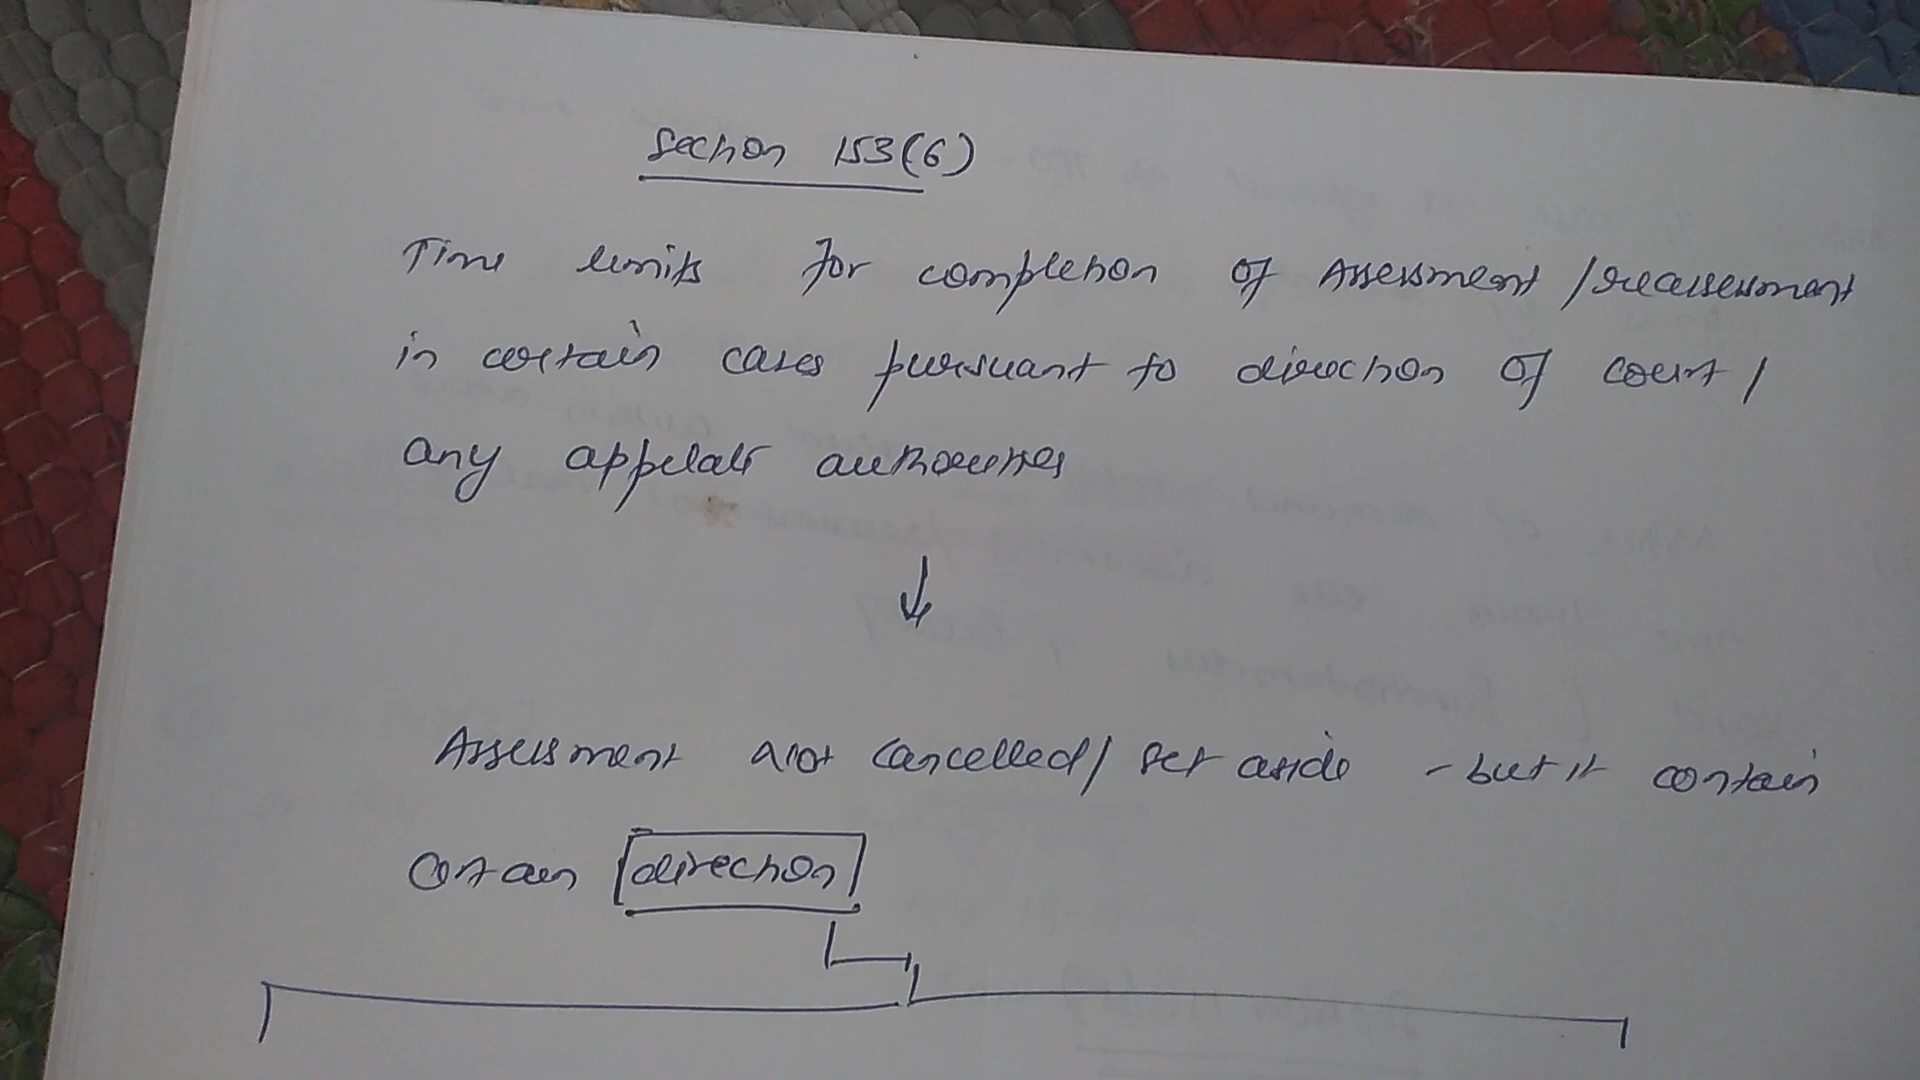 Section 153(6)
Time limits for completion of Assessment / reassessment
in certain cases pursuant to direction of court /
any appelate authorities
Assessment not cancelled / set aside - but it contain
certain direction